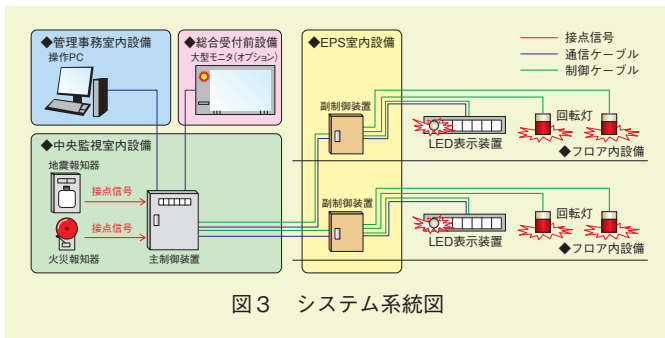 ◆管理事務室内設備
操作PC
◆総合受付前設備
大型モニタ(オプション)
◆EPS室内設備
接点信号
通信ケーブル
制御ケーブル
副制御装置
LED表示装置
回転灯
◆フロア内設備
◆中央監視室内設備
地震報知器
接点信号
接点信号
火災報知器
主制御装置
副制御装置
LED表示装置
回転灯
◆フロア内設備
図3 システム系統図